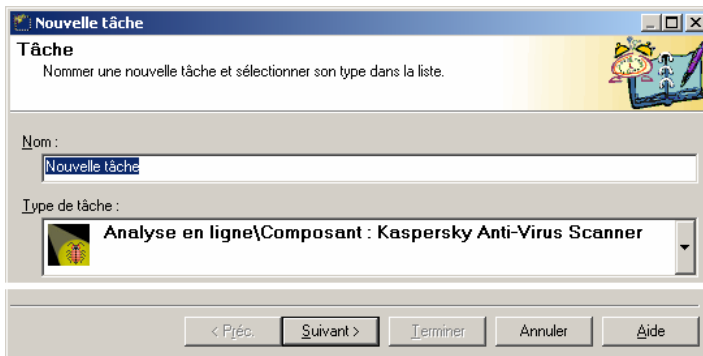 Nouvelle tâche
Tâche
Nommer une nouvelle tâche et sélectionner son type dans la liste.
Nom :
Nouvelle tâche
Type de tâche :
Analyse en ligne\Composant : Kaspersky Anti-Virus Scanner
< Préc. Suivant > Terminer Annuler Aide